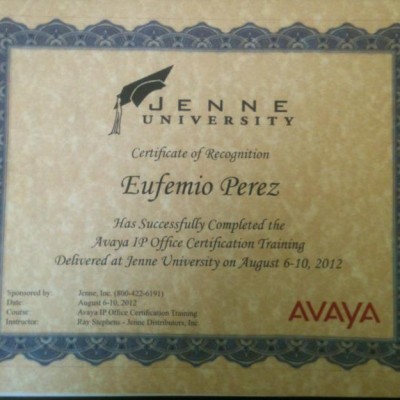 JENNE
UNIVERSITY
Certificate of Recognition
Eufemio Perez
Has Successfully Completed the
Avaya IP Office Certification Training
Delivered at Jenne University on August 6-10, 2012
Sponsored by: Jenne, Inc. (800-422-6191)
Date: August 6-10, 2012
Course: Avaya IP Office Certification Training
Instructor: Ray Stephens - Jenne Distributors, Inc
AVAYA